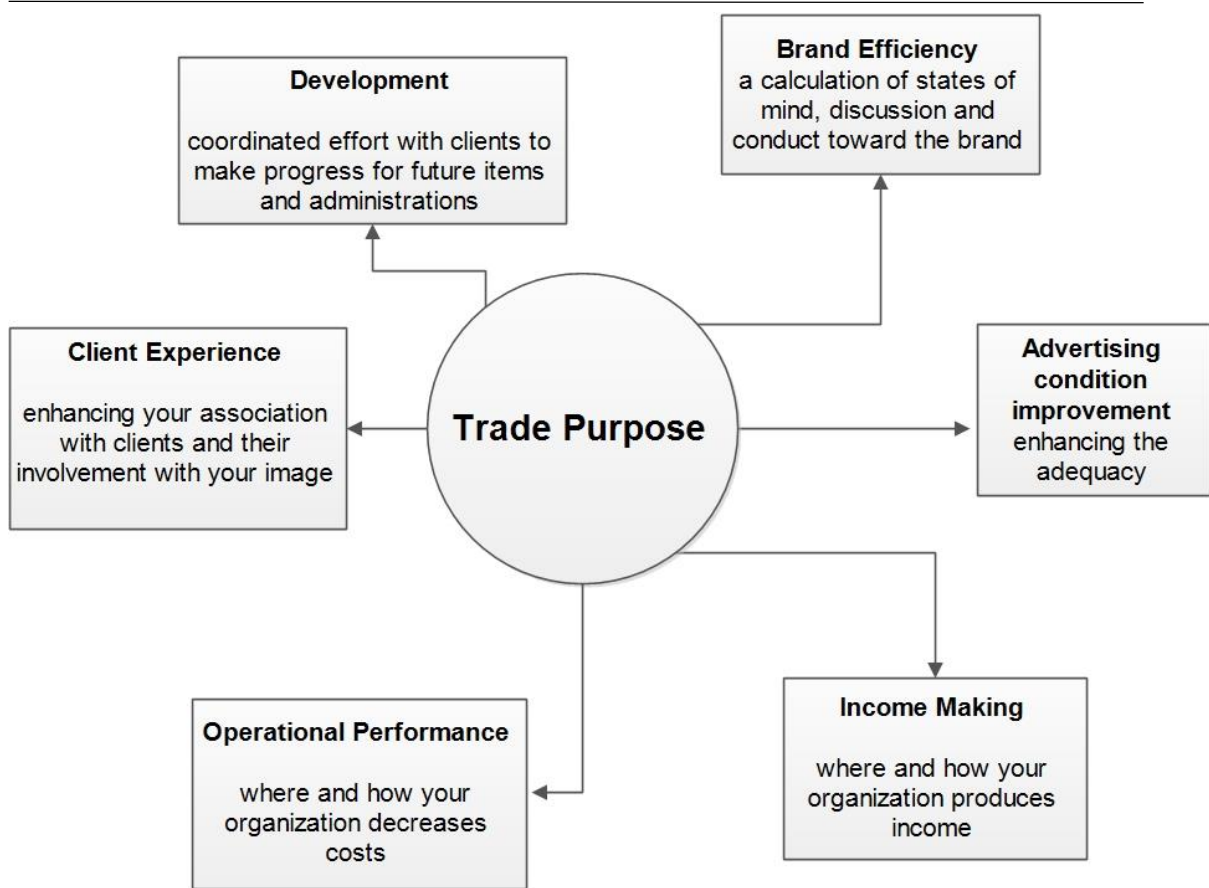 Brand Efficiency
a calculation of states of
mind, discussion and
conduct toward the brand
Development
coordinated effort with clients to
make progress for future items
and administrations
Client Experience
enhancing your association
with clients and their
involvement with your image
Trade Purpose
Advertising
condition
improvement
enhancing the
adequacy
Operational Performance
where and how your
organization decreases
costs
Income Making
where and how your
organization produces
income